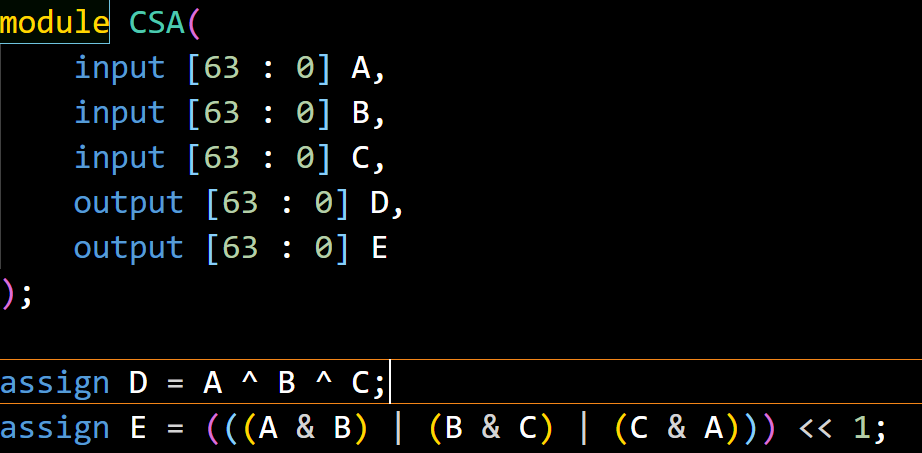 module CSA(
    input [63 : 0] A,
    input [63 : 0] B,
    input [63 : 0] C,
    output [63 : 0] D,
    output [63 : 0] E
);
assign D = A ^ B ^ C;
assign E = (((A & B) | (B & C) | (C & A))) << 1;